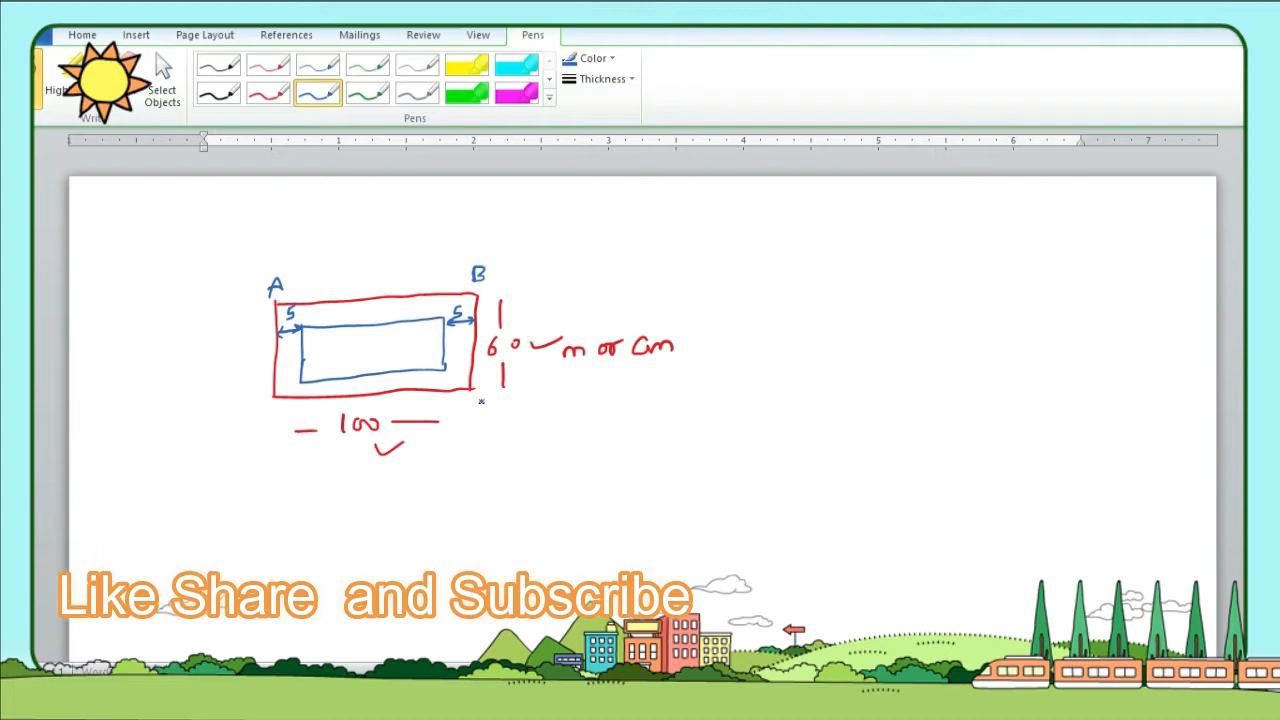 Home Insert Page Layout References Mailings Review View Pens
Color
Select Objects
Thickness
Pens
1 1 2 3 4 5 6 7
A B
5 5
60 m or cm
100
Like Share and Subscribe